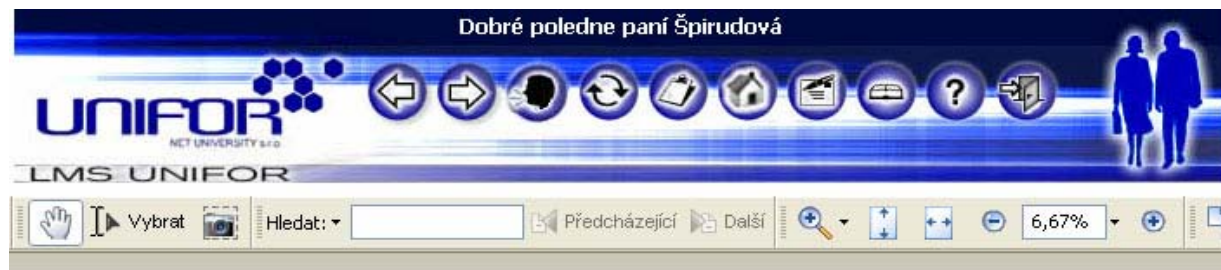 Dobré poledne paní Špirudová
UNIFOR
NET UNIVERSITY s.r.o.
LMS UNIFOR
Vybrat Hledat: Předcházející Další 6,67%